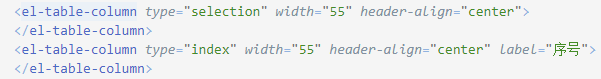 <el-table-column type="selection" width="55" header-align="center">
</el-table-column>
<el-table-column type="index" width="55" header-align="center" label="序号">
</el-table-column>